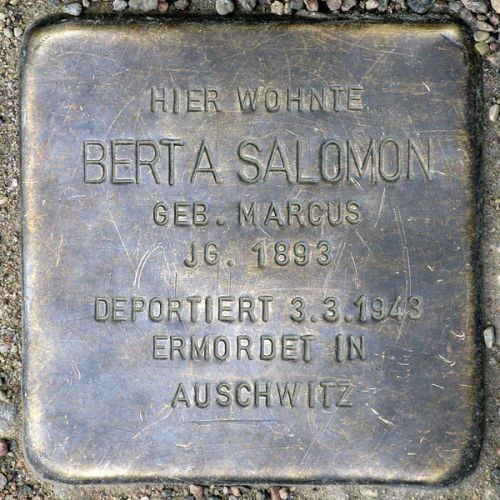 HIER WOHNTE
BERTA SALOMON
GEB. MARCUS
JG. 1893
DEPORTIERT 3.3.1943
ERMORDET IN
AUSCHWITZ